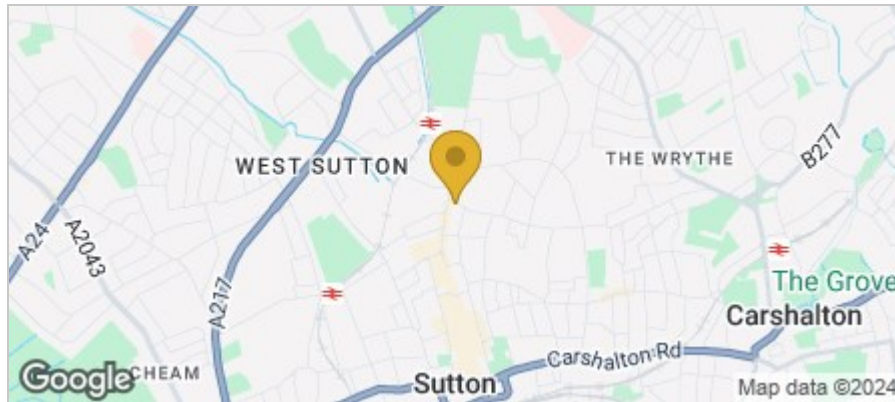 WEST SUTTON
THE WRYTHE
B277
A24
A2043
A217
The Grove
Carshalton
Carshalton Rd
CHEAM
Sutton
Google
Map data ©2024